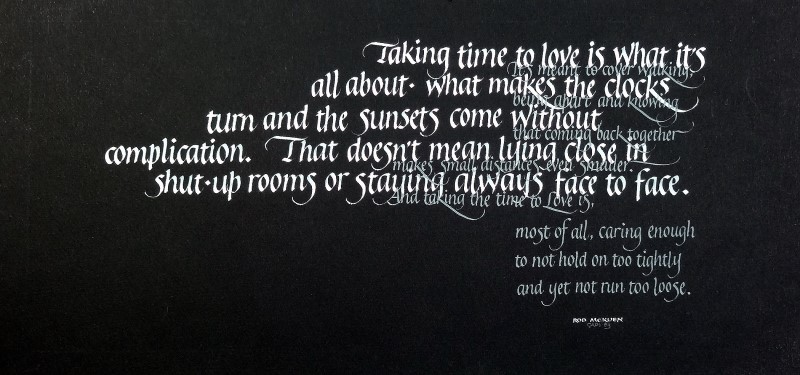 Taking time to love is what it's
all about. what makes the clocks
turn and the sunsets come without
complication. That doesn't mean lying close in
shut-up rooms or staying always face to face.
It's meant to cover walking,
being apart and knowing
that coming back together
makes small distances even smaller.
And taking the time to Love is,
most of all, caring enough
to not hold on too tightly
and yet not run too loose.
ROD MCKUEN